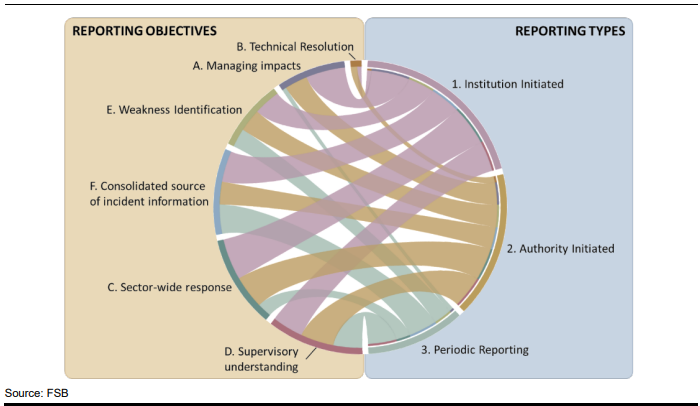 REPORTING OBJECTIVES
REPORTING TYPES
B. Technical Resolution
A. Managing impacts
1. Institution Initiated
E. Weakness Identification
F. Consolidated source
of incident information
2. Authority Initiated
C. Sector-wide response
D. Supervisory
understanding
3. Periodic Reporting
Source: FSB